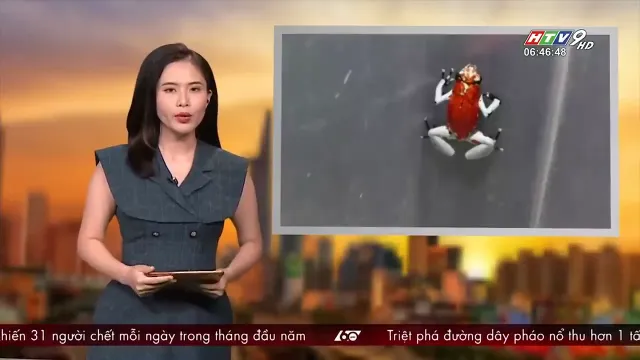 HTV9 HD
06:46:48
hiến 31 người chết mỗi ngày trong tháng đầu năm
Triệt phá đường dây pháo nổ thu hơn 1 tấ